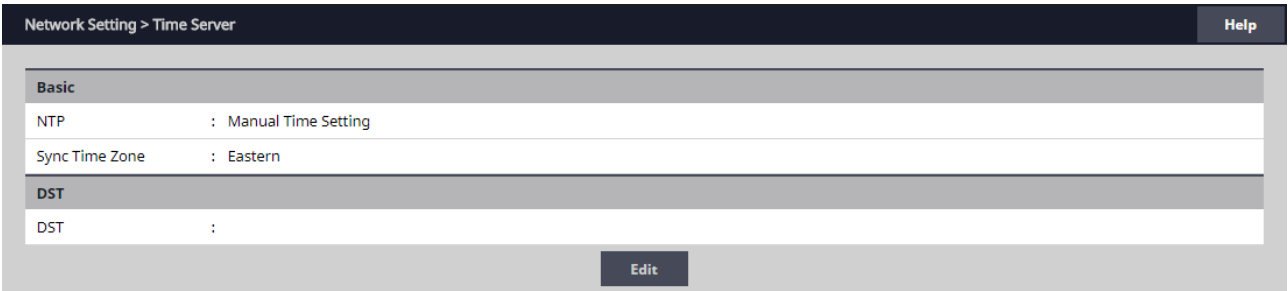 Network Setting > Time Server Help
Basic
NTP : Manual Time Setting
Sync Time Zone : Eastern
DST
DST :
Edit